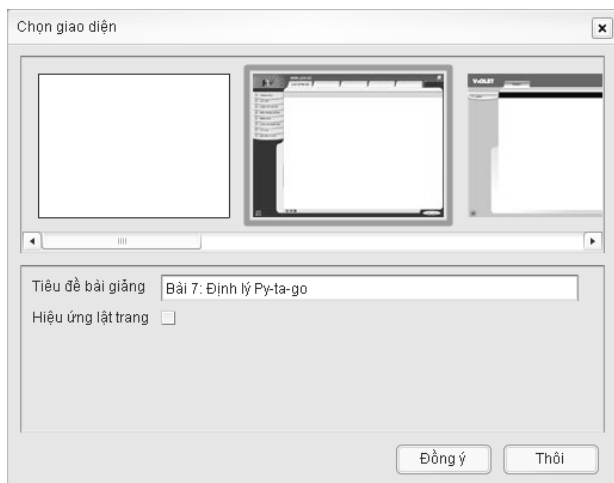 Chọn giao diện
ViOLET
Tiêu đề bài giảng
Bài 7: Định lý Py-ta-go
Hiệu ứng lật trang
Đồng ý
Thôi